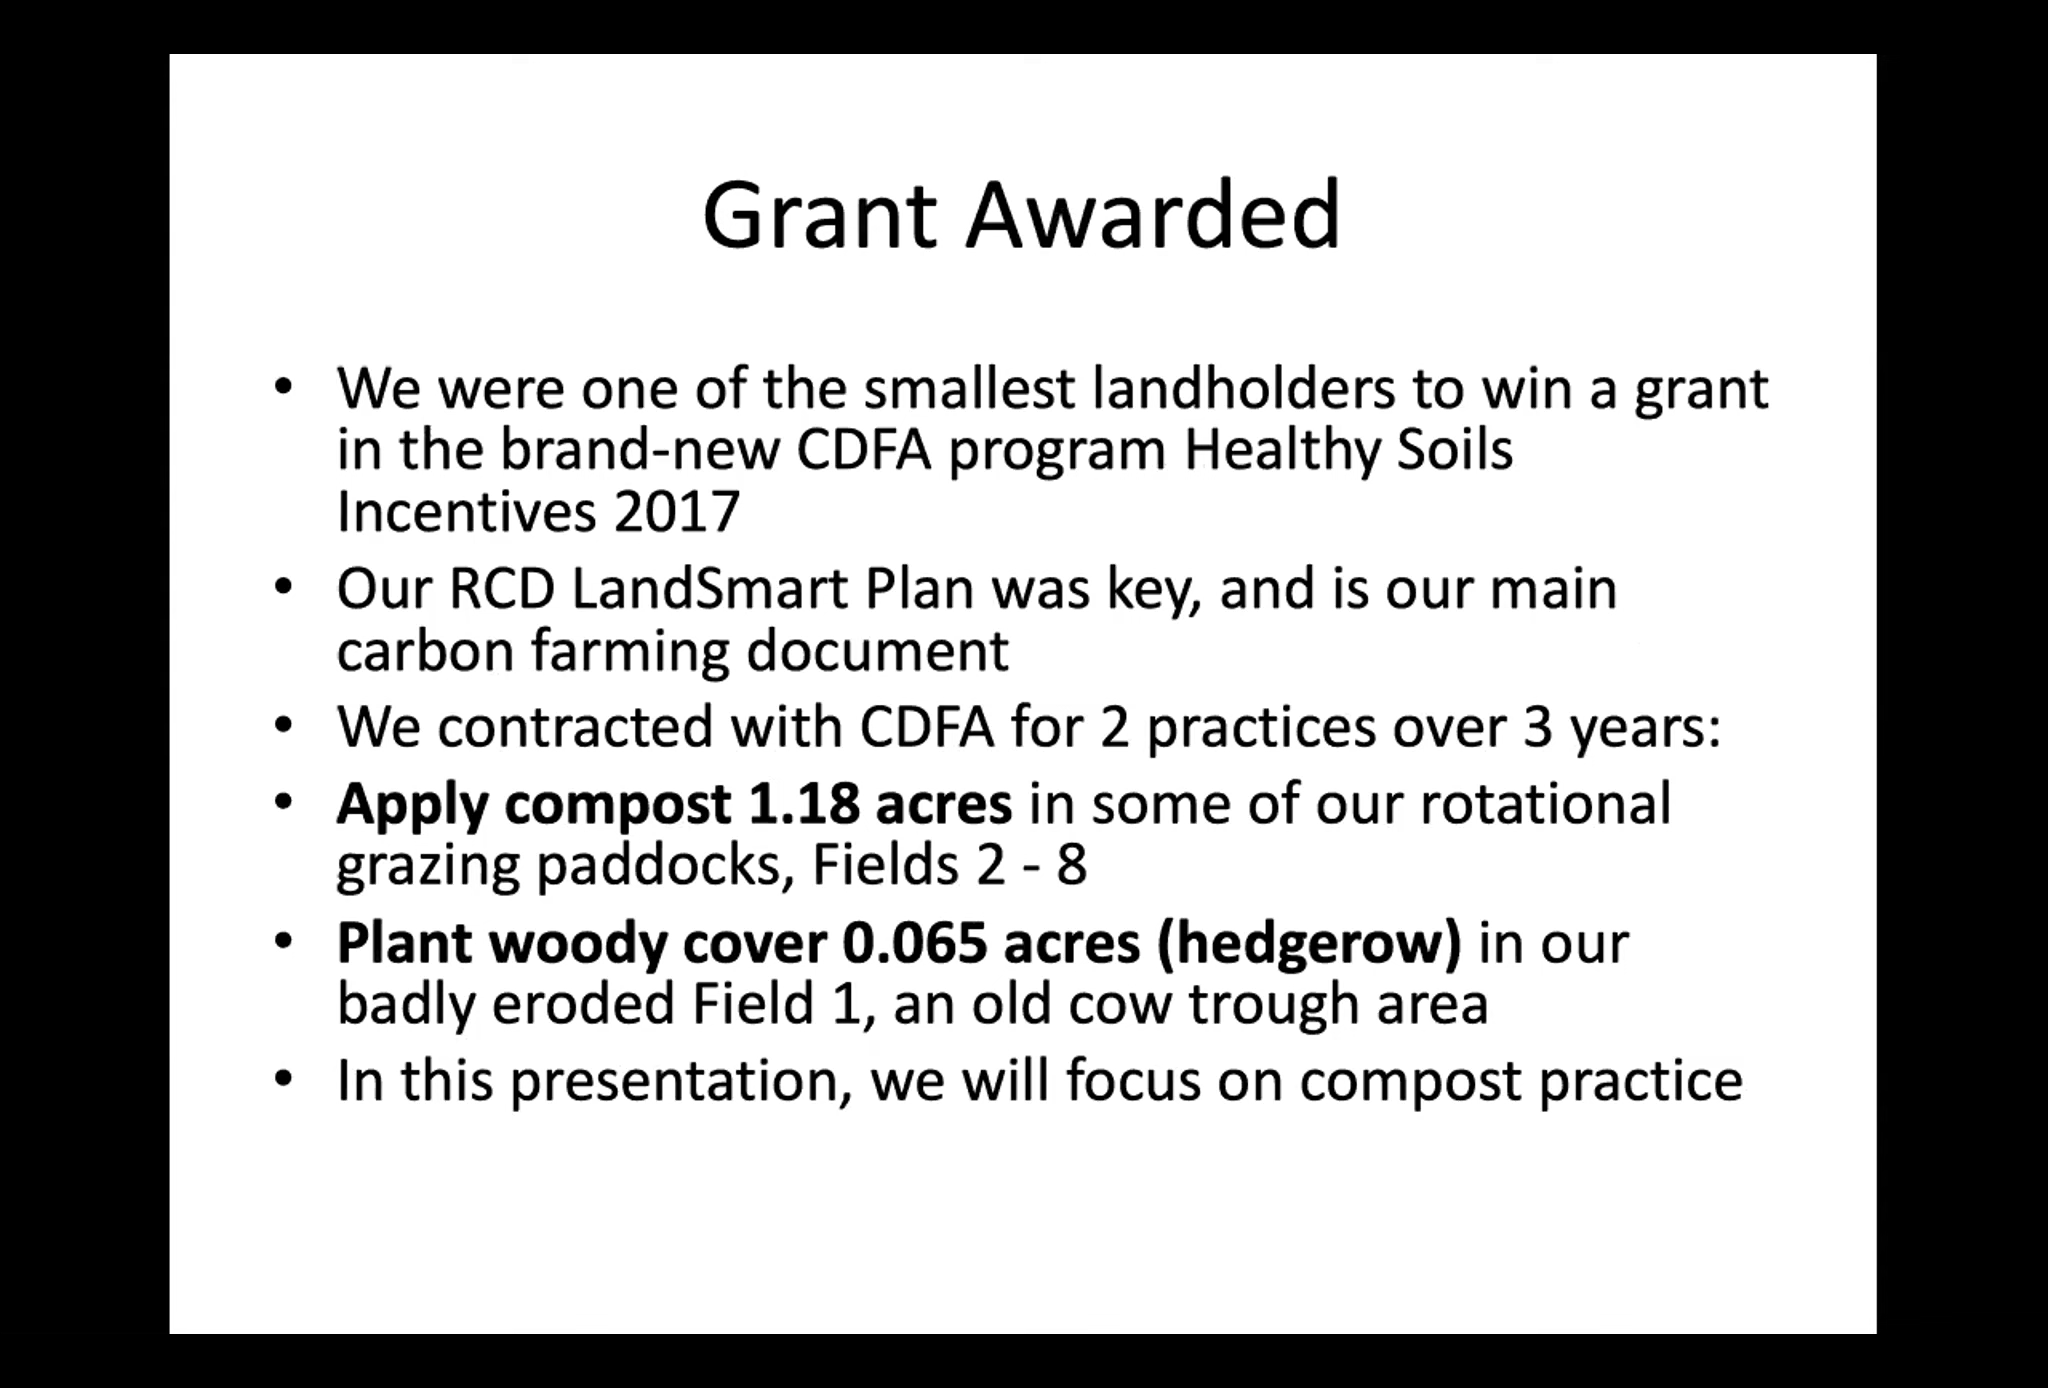 Grant Awarded
• We were one of the smallest landholders to win a grant
in the brand-new CDFA program Healthy Soils
Incentives 2017
• Our RCD LandSmart Plan was key, and is our main
carbon farming document
• We contracted with CDFA for 2 practices over 3 years:
• Apply compost 1.18 acres in some of our rotational
grazing paddocks, Fields 2 - 8
• Plant woody cover 0.065 acres (hedgerow) in our
badly eroded Field 1, an old cow trough area
• In this presentation, we will focus on compost practice